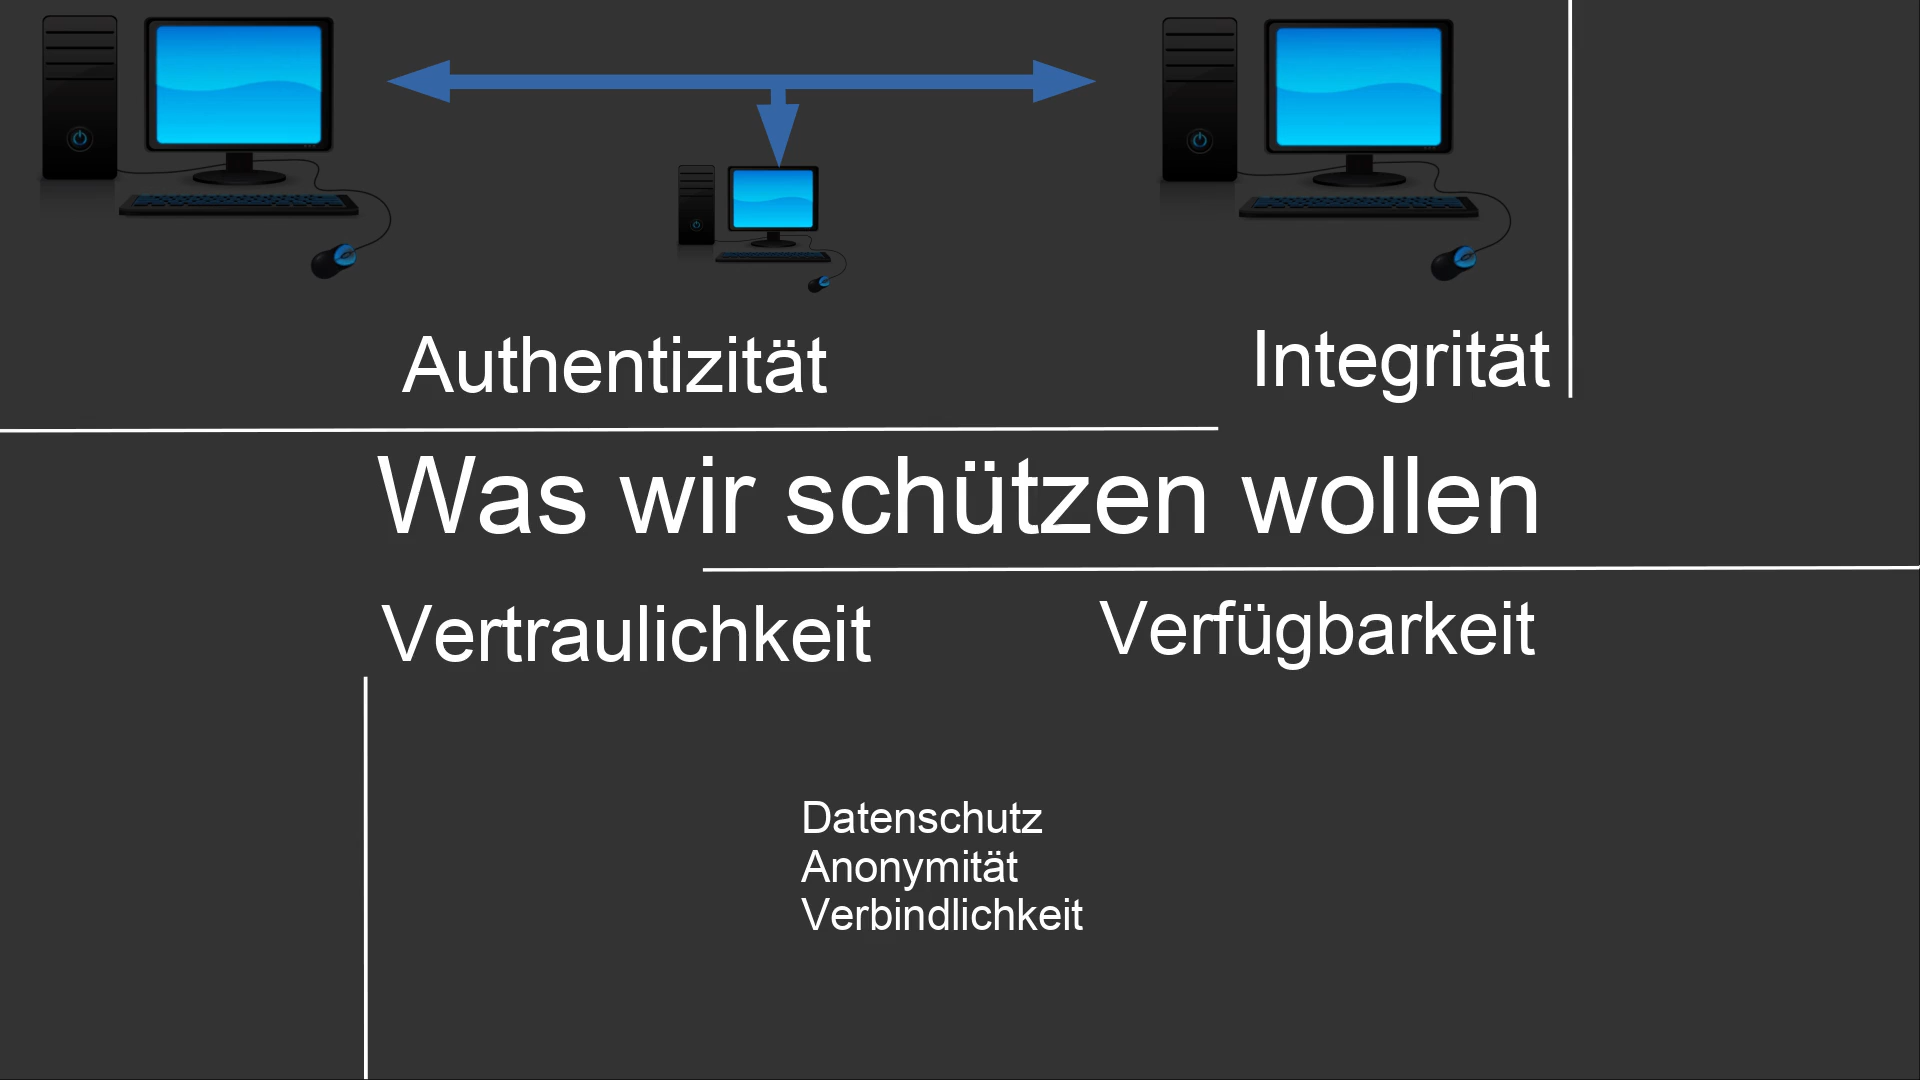 Authentizität
Integrität
Was wir schützen wollen
Vertraulichkeit
Verfügbarkeit
Datenschutz
Anonymität
Verbindlichkeit